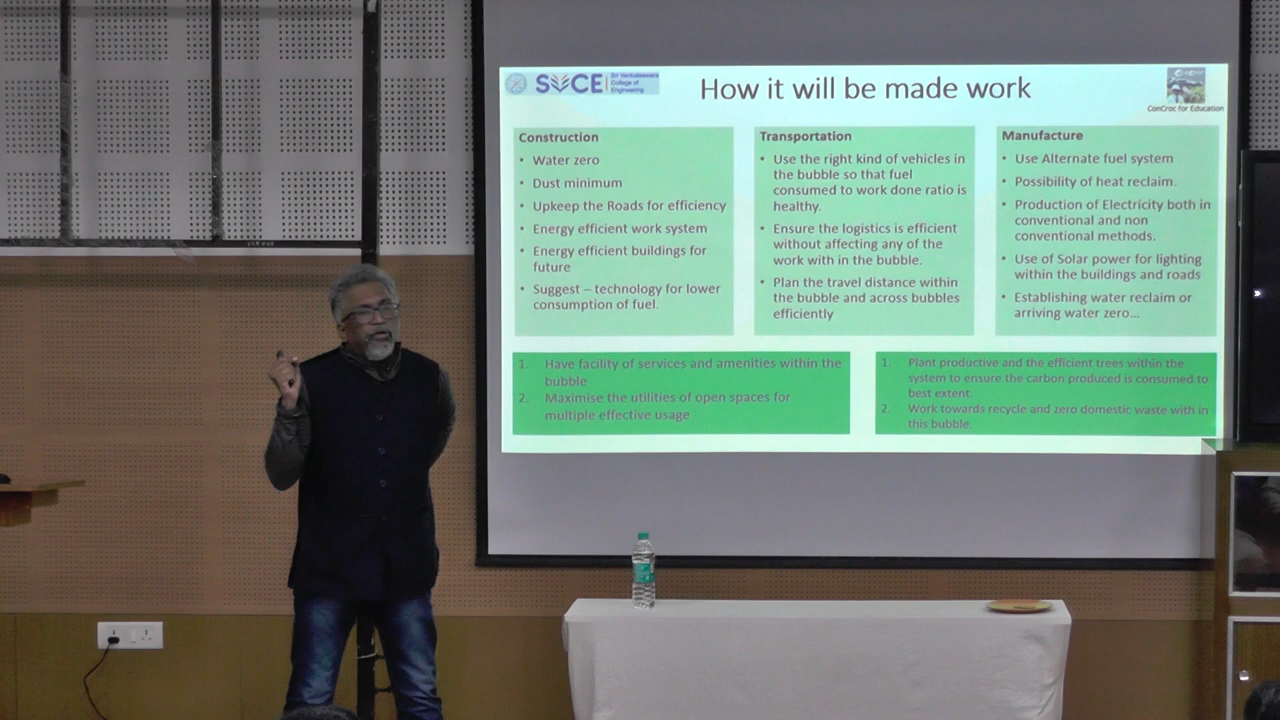 SVCE
Sri Venkateswara
College of
Engineering
How it will be made work
ConCroc for Education
Construction
• Water zero
• Dust minimum
• Upkeep the Roads for efficiency
• Energy efficient work system
• Energy efficient buildings for
future
• Suggest – technology for lower
consumption of fuel.
Transportation
• Use the right kind of vehicles in
the bubble so that fuel
consumed to work done ratio is
healthy.
• Ensure the logistics is efficient
without affecting any of the
work with in the bubble.
• Plan the travel distance within
the bubble and across bubbles
efficiently
Manufacture
• Use Alternate fuel system
• Possibility of heat reclaim.
• Production of Electricity both in
conventional and non
conventional methods.
• Use of Solar power for lighting
within the buildings and roads
• Establishing water reclaim or
arriving water zero...
1. Have facility of services and amenities within the
bubble
2. Maximise the utilities of open spaces for
multiple effective usage
1. Plant productive and the efficient trees within the
system to ensure the carbon produced is consumed to
best extent.
2. Work towards recycle and zero domestic waste with in
this bubble.